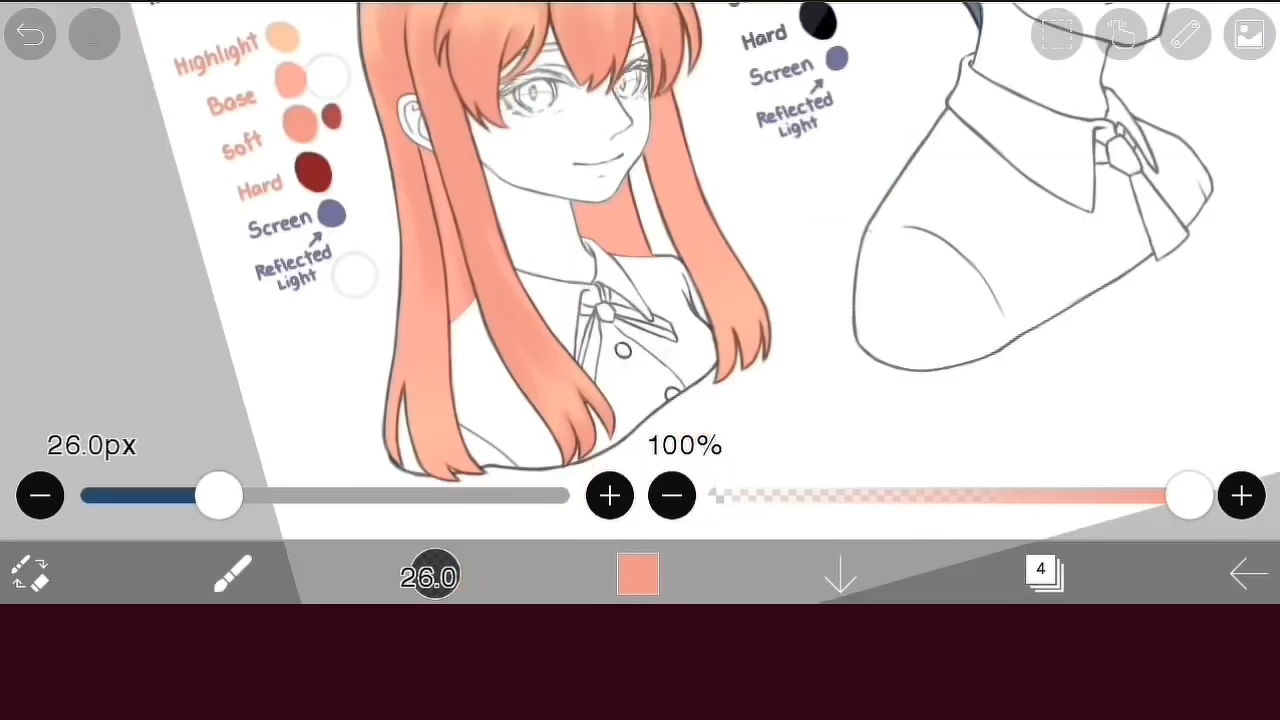 Highlight
Base
Soft
Hard
Screen
Reflected
Light
Hard
Screen
Reflected
Light
26.0px
100%
26.0
4